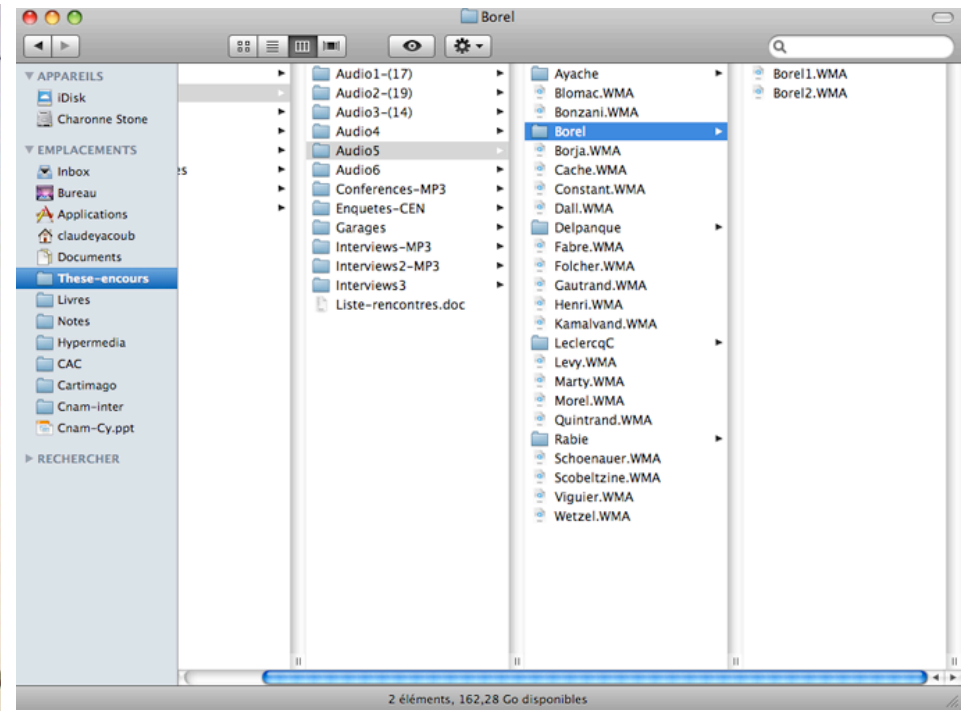 Borel
APPAREILS
iDisk
Charonne Stone
EMPLACEMENTS
Inbox
Bureau
Applications
claudeyacoub
Documents
These-encours
Livres
Notes
Hypermedia
CAC
Cartimago
Cnam-inter
Cnam-Cy.ppt
RECHERCHER
es
Audio1-(17)
Audio2-(19)
Audio3-(14)
Audio4
Audio5
Audio6
Conferences-MP3
Enquetes-CEN
Garages
Interviews-MP3
Interviews2-MP3
Interviews3
Liste-rencontres.doc
Ayache
Blomac.WMA
Bonzani.WMA
Borel
Borja.WMA
Cache.WMA
Constant.WMA
Dall.WMA
Delpanque
Fabre.WMA
Folcher.WMA
Gautrand.WMA
Henri.WMA
Kamalvand.WMA
LeclercqC
Levy.WMA
Marty.WMA
Morel.WMA
Quintrand.WMA
Rabie
Schoenauer.WMA
Scobeltzine.WMA
Viguier.WMA
Wetzel.WMA
Borel1.WMA
Borel2.WMA
2 éléments, 162,28 Go disponibles